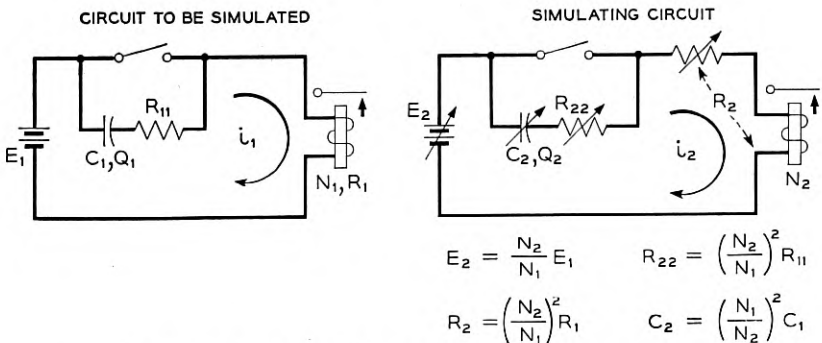 CIRCUIT TO BE SIMULATED
E₁
R₁₁
C₁,Q₁
i₁
N₁,R₁
SIMULATING CIRCUIT
E₂
R₂₂
C₂,Q₂
i₂
R₂
N₂
E₂ = N₂/N₁ E₁
R₂₂ = (N₂/N₁)² R₁₁
R₂ = (N₂/N₁)² R₁
C₂ = (N₁/N₂)² C₁